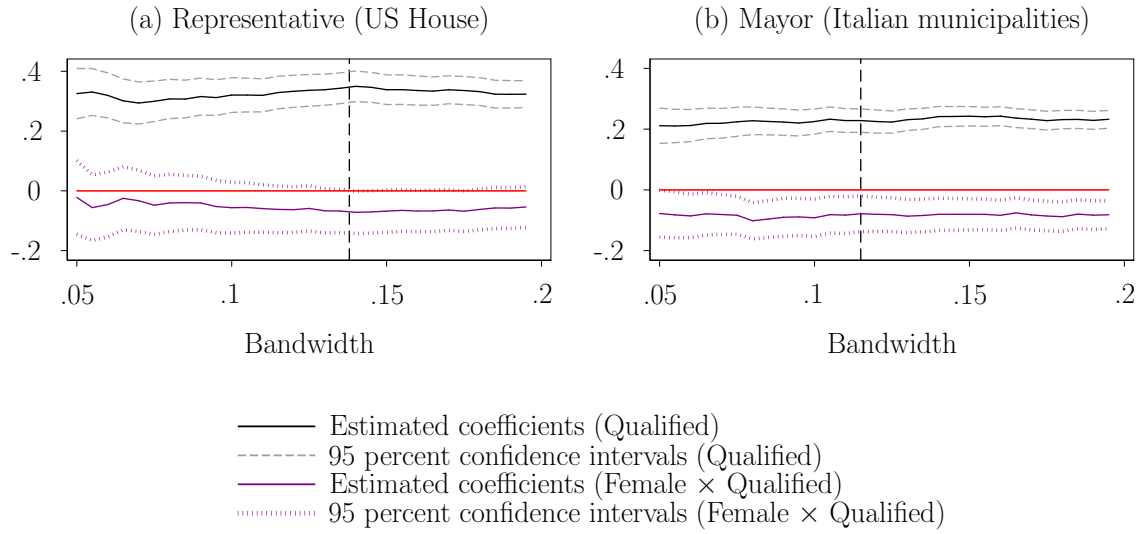 (a) Representative (US House)
(b) Mayor (Italian municipalities)
.4
.2
0
-.2
.05
.1
.15
.2
Bandwidth
.4
.2
0
-.2
.05
.1
.15
.2
Bandwidth
Estimated coefficients (Qualified)
95 percent confidence intervals (Qualified)
Estimated coefficients (Female × Qualified)
95 percent confidence intervals (Female × Qualified)